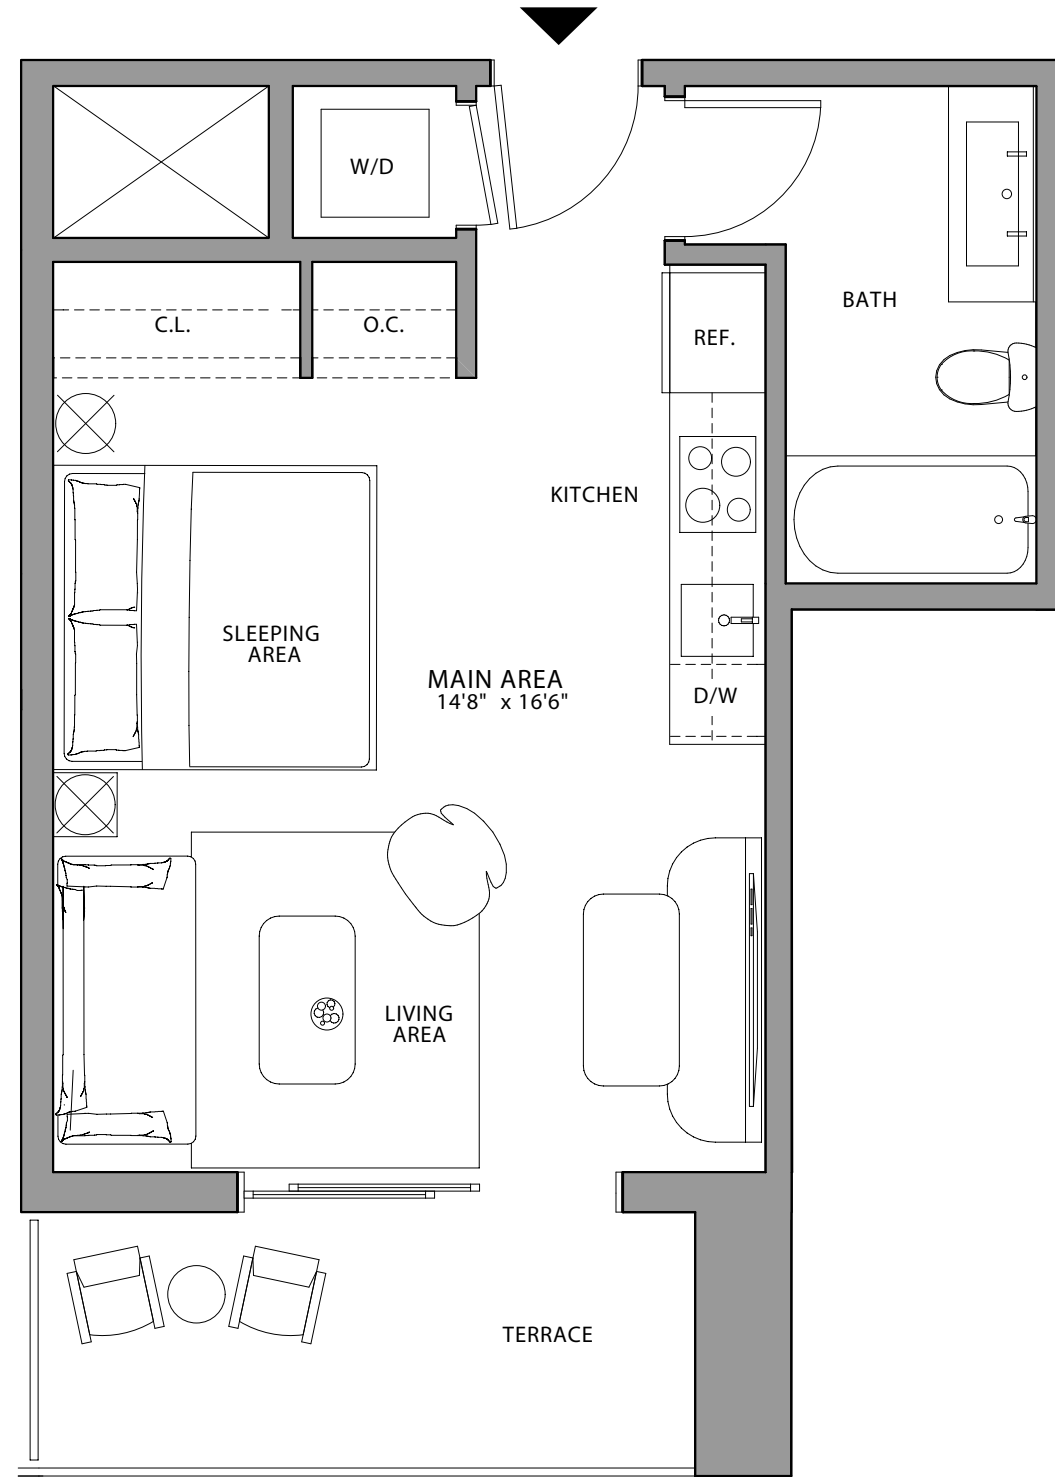 W/D
BATH
C.L.
O.C.
REF.
KITCHEN
SLEEPING
AREA
MAIN AREA
14'8" x 16'6"
D/W
LIVING
AREA
TERRACE